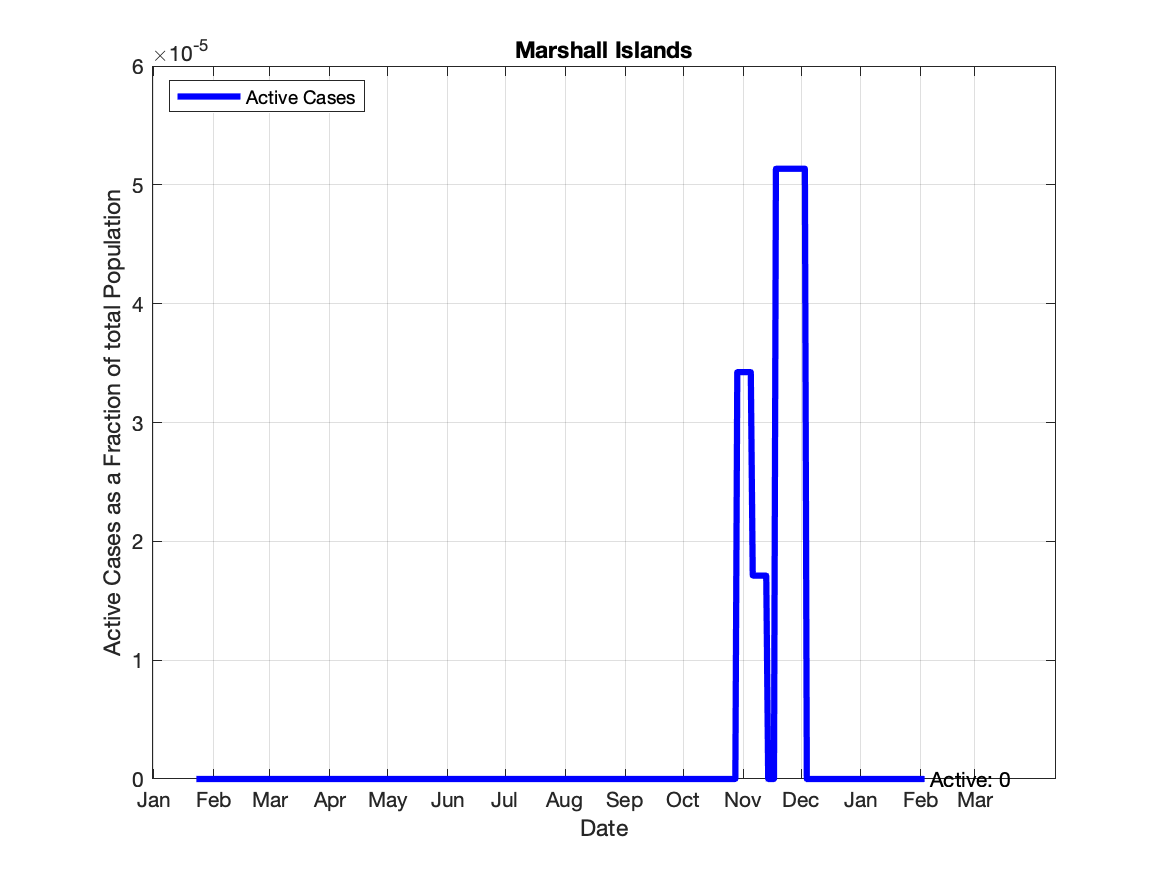 Marshall Islands
×10-5
Active Cases
6
5
4
3
2
1
0
Active Cases as a Fraction of total Population
Active: 0
Jan Feb Mar Apr May Jun Jul Aug Sep Oct Nov Dec Jan Feb Mar
Date